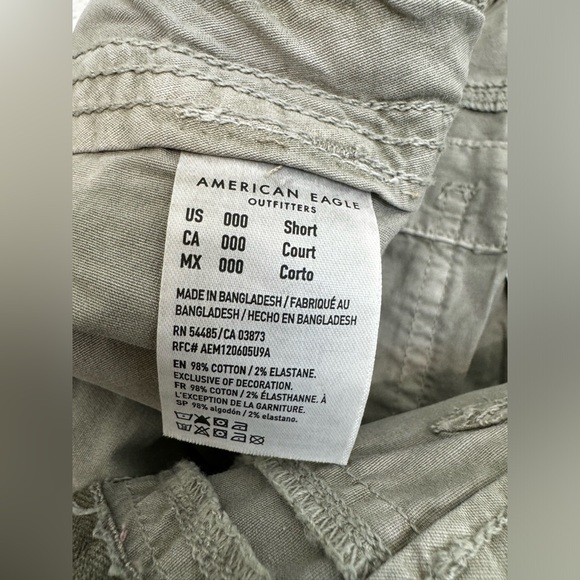 AMERICAN EAGLE
OUTFITTERS
US 000 Short
CA 000 Court
MX 000 Corto
MADE IN BANGLADESH / FABRIQUÉ AU
BANGLADESH / HECHO EN BANGLADESH
RN 54485/CA 03873
RFC# AEM120605U9A
EN 98% COTTON / 2% ELASTANE.
EXCLUSIVE OF DECORATION.
FR 98% COTON / 2% ÉLASTHANNE. À
L'EXCEPTION DE LA GARNITURE.
SP 98% algodón / 2% elastano.